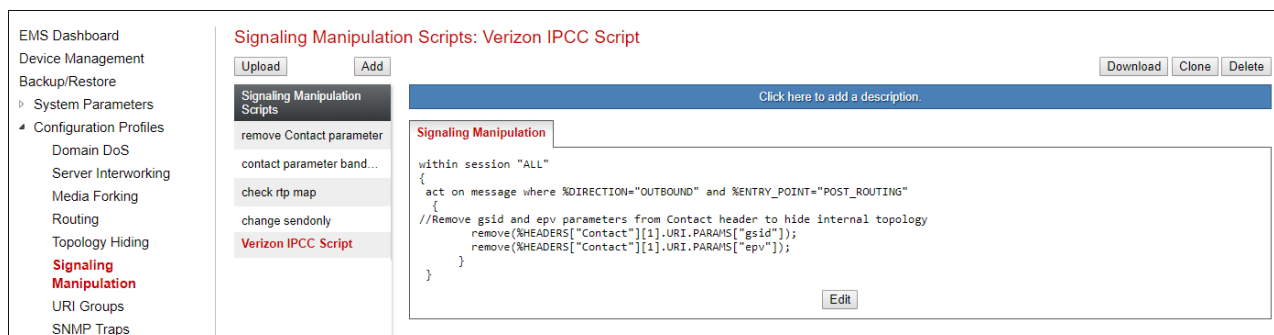 EMS Dashboard
Device Management
Backup/Restore
System Parameters
Configuration Profiles
Domain DoS
Server Interworking
Media Forking
Routing
Topology Hiding
Signaling
Manipulation
URI Groups
SNMP Traps
Signaling Manipulation Scripts: Verizon IPCC Script
Upload Add
Download Clone Delete
Signaling Manipulation
Scripts
remove Contact parameter
contact parameter band...
check rtp map
change sendonly
Verizon IPCC Script
Click here to add a description.
Signaling Manipulation
within session "ALL"
{
act on message where %DIRECTION="OUTBOUND" and %ENTRY_POINT="POST_ROUTING"
{
//Remove gsid and epv parameters from Contact header to hide internal topology
remove(%HEADERS["Contact"][1].URI.PARAMS["gsid"]);
remove(%HEADERS["Contact"][1].URI.PARAMS["epv"]);
}
}
Edit